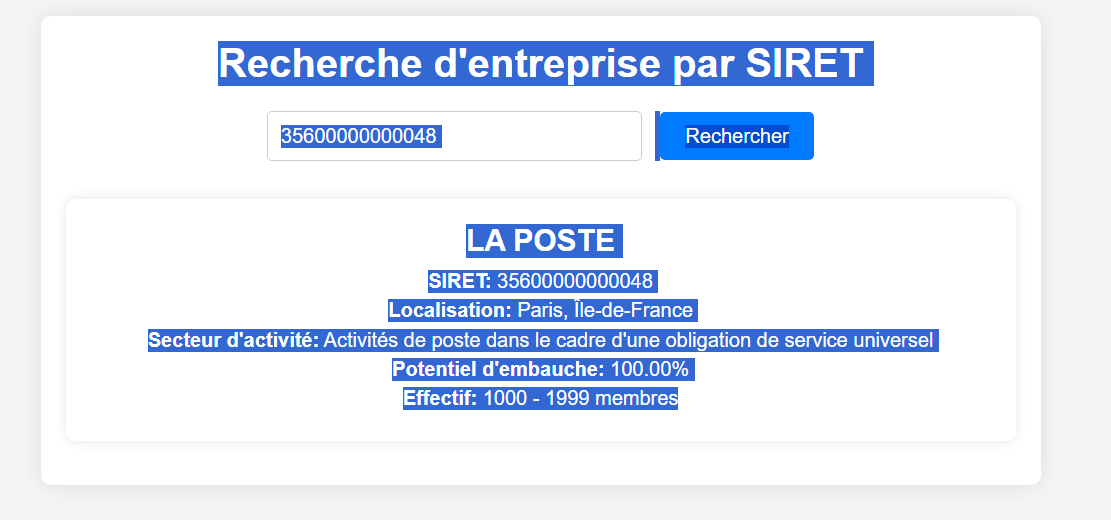 Recherche d'entreprise par SIRET
35600000000048
Rechercher
LA POSTE
SIRET: 35600000000048
Localisation: Paris, Île-de-France
Secteur d'activité: Activités de poste dans le cadre d'une obligation de service universel
Potentiel d'embauche: 100.00%
Effectif: 1000 - 1999 membres